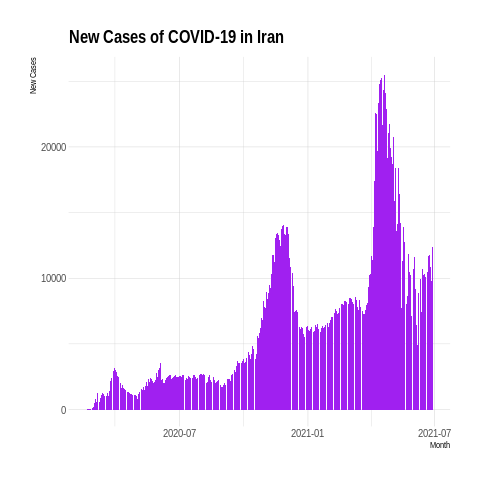 New Cases of COVID-19 in Iran
New Cases
20000
10000
0
2020-07
2021-01
2021-07
Month